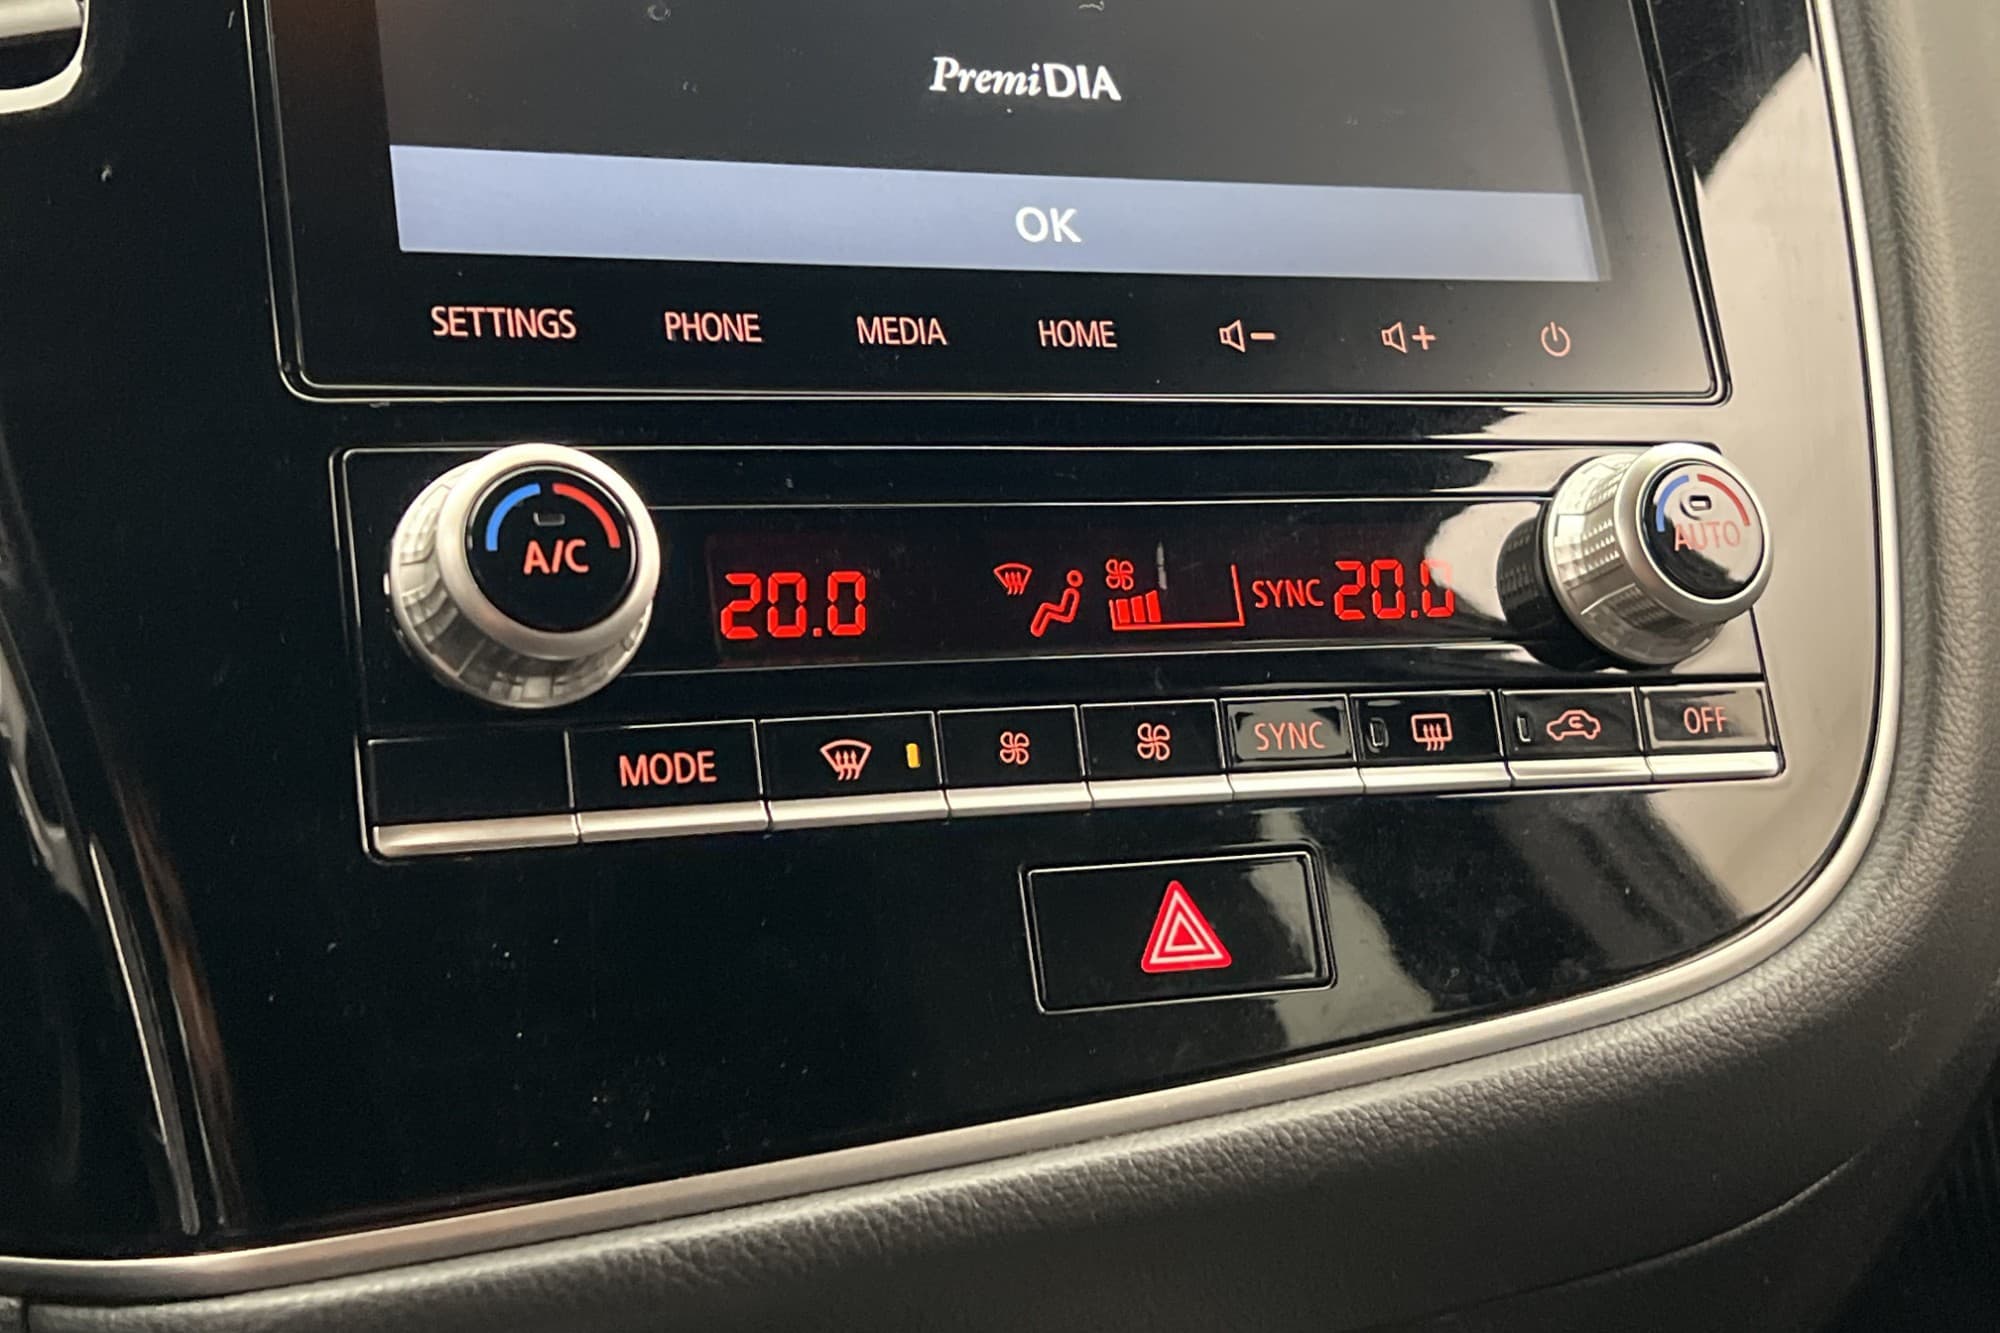 PremiDIA
OK
SETTINGS PHONE MEDIA HOME
A/C
AUTO
20.0 SYNC 20.0
MODE SYNC OFF